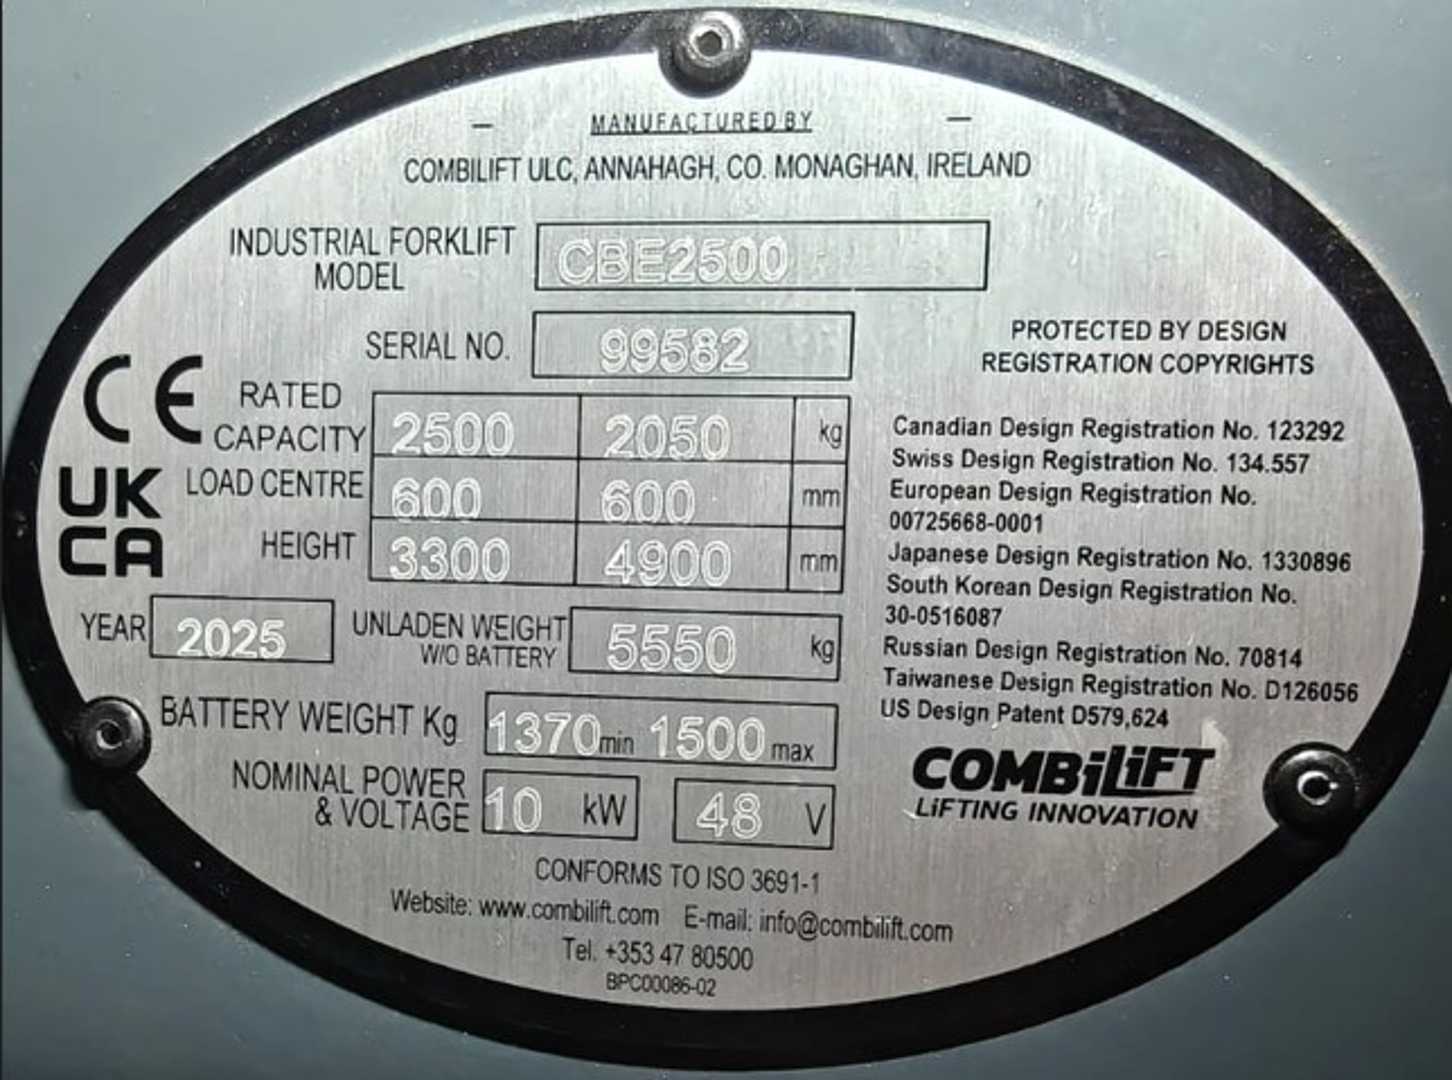 — MANUFACTURED BY —
COMBILIFT ULC, ANNAHAGH, CO. MONAGHAN, IRELAND
INDUSTRIAL FORKLIFT MODEL CBE2500
SERIAL NO. 99582
CE
UK
CA
RATED CAPACITY 2500 2050 kg
LOAD CENTRE 600 600 mm
HEIGHT 3300 4900 mm
YEAR 2025
UNLADEN WEIGHT W/O BATTERY 5550 kg
BATTERY WEIGHT Kg 1370 min 1500 max
NOMINAL POWER & VOLTAGE 10 kW 48 V
PROTECTED BY DESIGN
REGISTRATION COPYRIGHTS
Canadian Design Registration No. 123292
Swiss Design Registration No. 134.557
European Design Registration No.
00725668-0001
Japanese Design Registration No. 1330896
South Korean Design Registration No.
30-0516087
Russian Design Registration No. 70814
Taiwanese Design Registration No. D126056
US Design Patent D579,624
COMBiLiFT
LiFTING INNOVATION
CONFORMS TO ISO 3691-1
Website: www.combilift.com E-mail: info@combilift.com
Tel. +353 47 80500
BPC00086-02